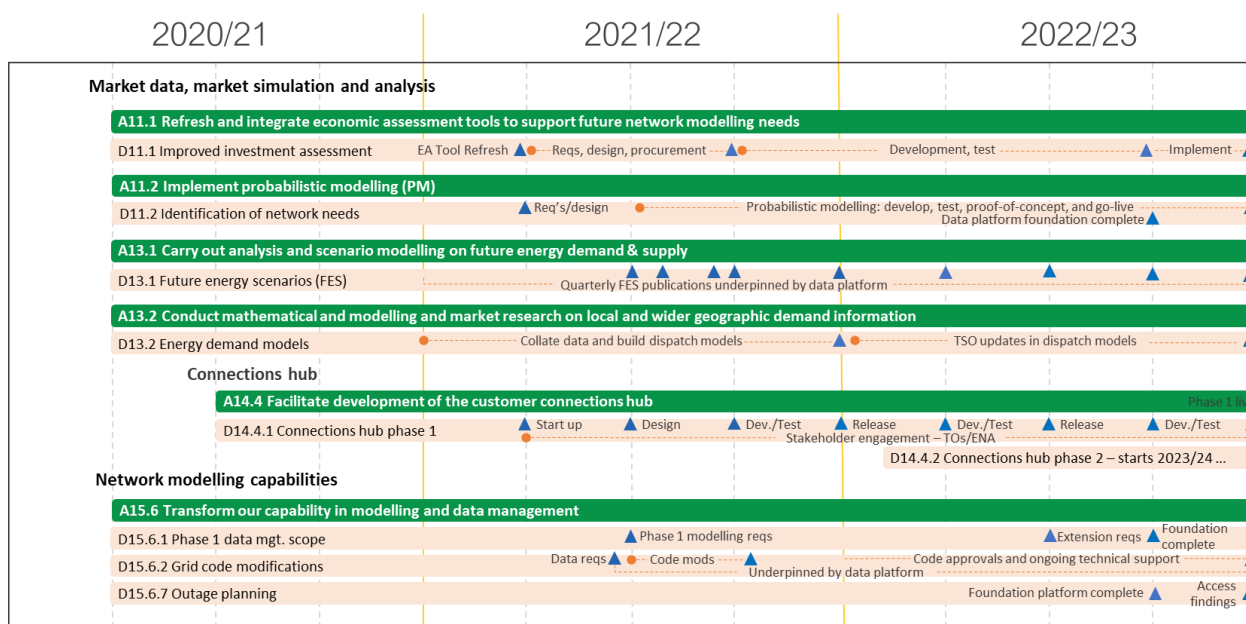 2020/21 2021/22 2022/23
Market data, market simulation and analysis
A11.1 Refresh and integrate economic assessment tools to support future network modelling needs
D11.1 Improved investment assessment EA Tool Refresh Reqs, design, procurement Development, test Implement
A11.2 Implement probabilistic modelling (PM)
D11.2 Identification of network needs Req's/design Probabilistic modelling: develop, test, proof-of-concept, and go-live
Data platform foundation complete
A13.1 Carry out analysis and scenario modelling on future energy demand & supply
D13.1 Future energy scenarios (FES)
Quarterly FES publications underpinned by data platform
A13.2 Conduct mathematical and modelling and market research on local and wider geographic demand information
D13.2 Energy demand models Collate data and build dispatch models TSO updates in dispatch models
Connections hub
A14.4 Facilitate development of the customer connections hub Phase 1 liv
D14.4.1 Connections hub phase 1 Start up Design Dev./Test Release Dev./Test Release Dev./Test
Stakeholder engagement – TOs/ENA
D14.4.2 Connections hub phase 2 – starts 2023/24 ...
Network modelling capabilities
A15.6 Transform our capability in modelling and data management
D15.6.1 Phase 1 data mgt. scope Phase 1 modelling reqs Extension reqs Foundation
complete
D15.6.2 Grid code modifications Data reqs Code mods Code approvals and ongoing technical support
Underpinned by data platform
D15.6.7 Outage planning Foundation platform complete Access
findings